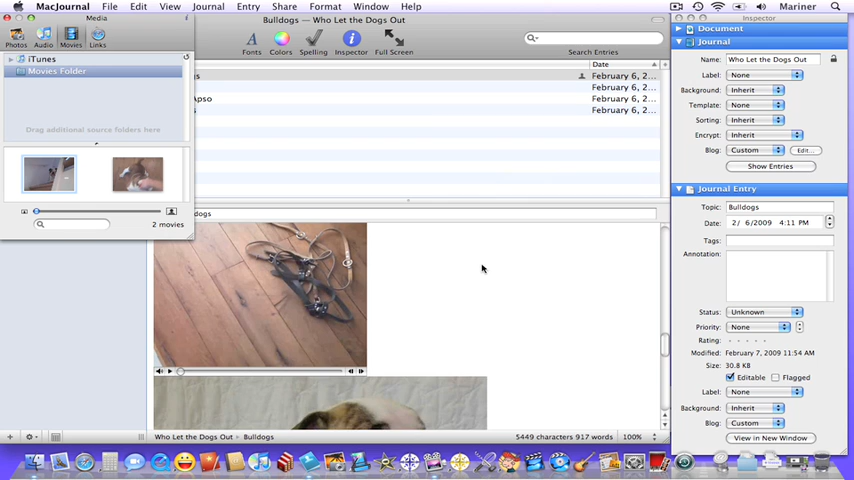 MacJournal File Edit View Journal Entry Share Format Window Help Mariner
Media
Photos Audio Movies Links
iTunes
Movies Folder
Drag additional source folders here
2 movies
Bulldogs — Who Let the Dogs Out
Fonts Spelling Inspector Full Screen Search Entries
Date
gs February 6, 2...
February 6, 2...
Apso February 6, 2...
s February 6, 2...
dogs
Who Let the Dogs Out Bulldogs 5449 characters 917 words 100%
Inspector
Document
Journal
Name: Who Let the Dogs Out
Label: None
Background: Inherit
Template: None
Sorting: Inherit
Encrypt: Inherit
Blog: Custom Edit...
Show Entries
Journal Entry
Topic: Bulldogs
Date: 2/ 6/2009 4:11 PM
Tags:
Annotation:
Status: Unknown
Priority: None
Rating:
Modified: February 7, 2009 11:54 AM
Size: 30.8 KB
Editable Flagged
Label: None
Background: Inherit
Blog: Custom
View in New Window